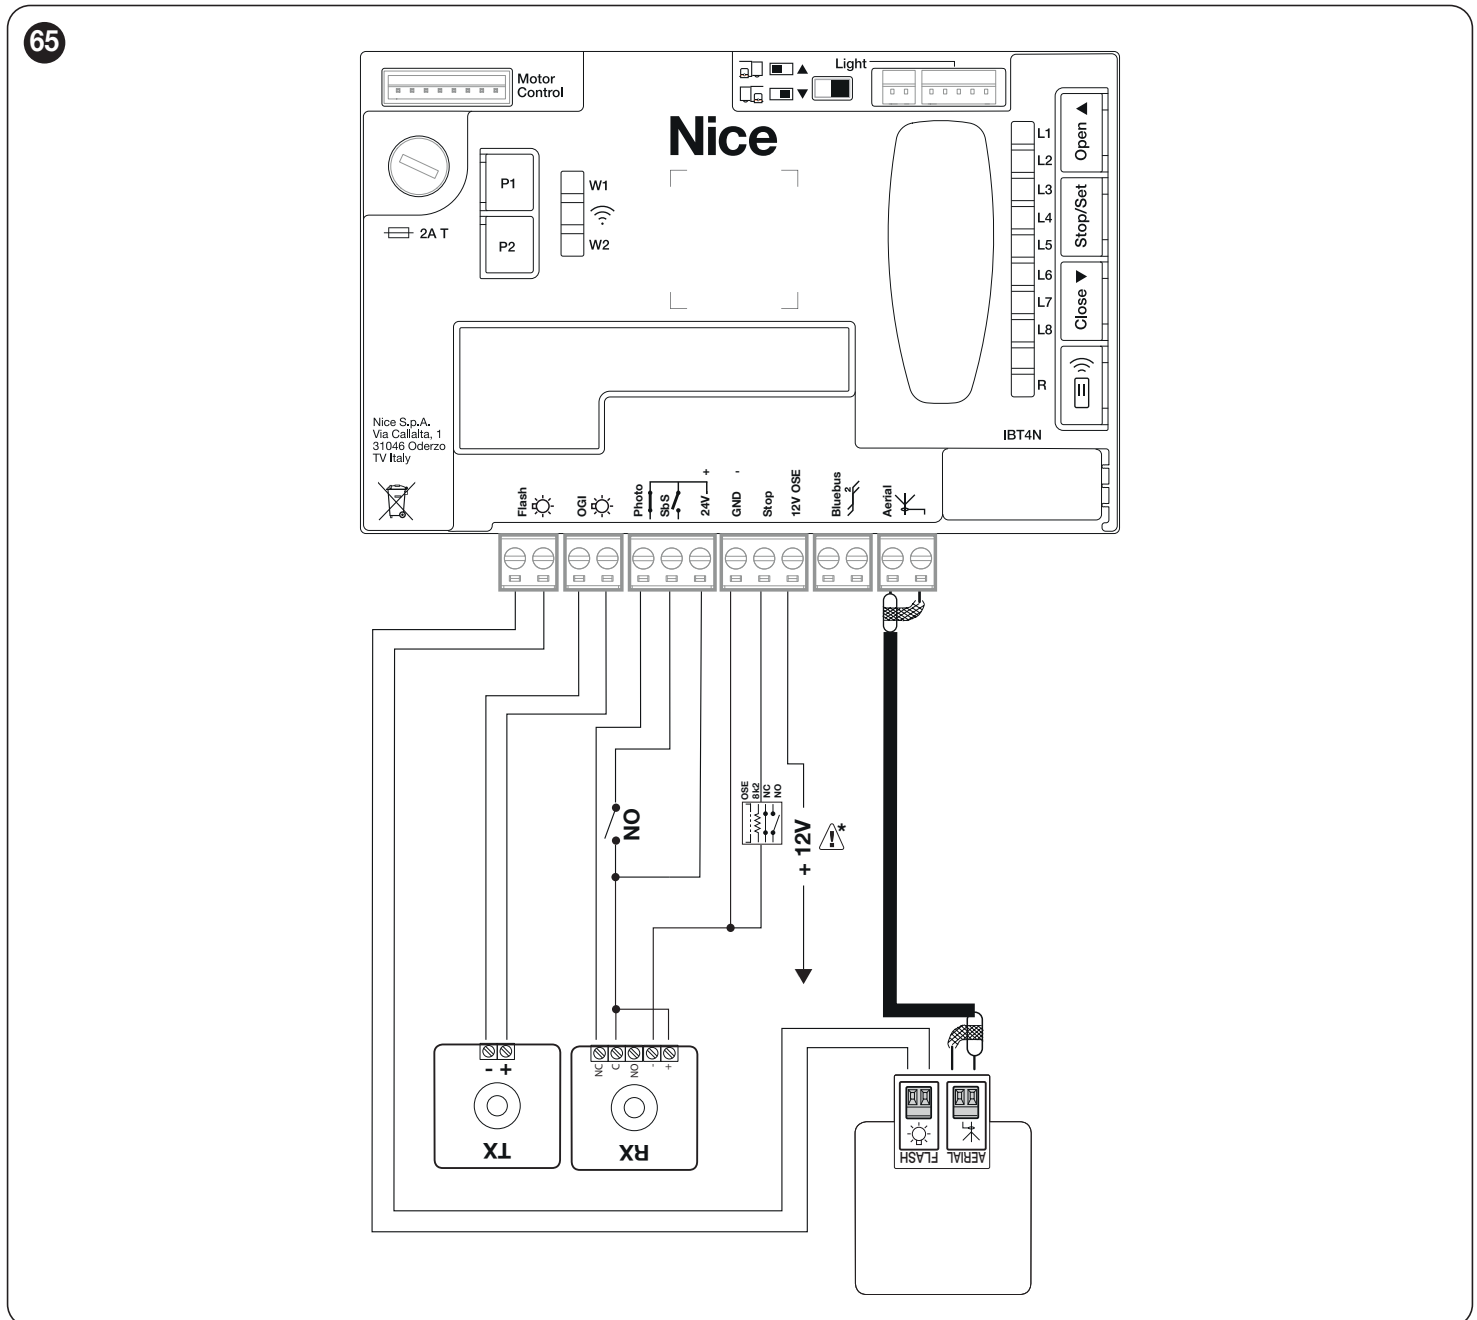 65
Motor
Control
Light
Nice
2A T
P1
P2
W1
W2
L1
L2
L3
L4
L5
L6
L7
L8
R
Open ▲
Stop/Set
Close ▼
IBT4N
Nice S.p.A.
Via Callalta, 1
31046 Oderzo
TV Italy
Flash
OGI
Photo
SbS
24V
+
GND
-
Stop
12V OSE
Bluebus
2
Aerial
NO
OSE
8k2
NC
NO
+ 12V
!*
- +
TX
NC
C
NO
-
+
RX
FLASH
AERIAL